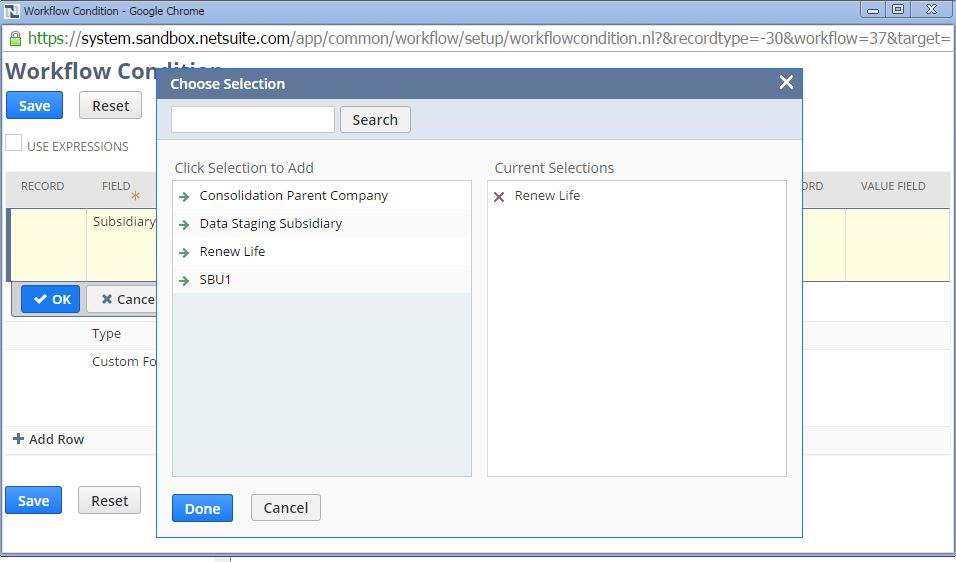 Workflow Condition - Google Chrome
https://system.sandbox.netsuite.com/app/common/workflow/setup/workflowcondition.nl?&recordtype=-30&workflow=37&target=
Workflow Con
Choose Selection
Save Reset
Search
USE EXPRESSIONS
Click Selection to Add Current Selections
RECORD FIELD ORD VALUE FIELD
Consolidation Parent Company Renew Life
Subsidiary Data Staging Subsidiary
Renew Life
SBU1
OK Cance
Type
Custom Fo
Add Row
Save Reset
Done Cancel